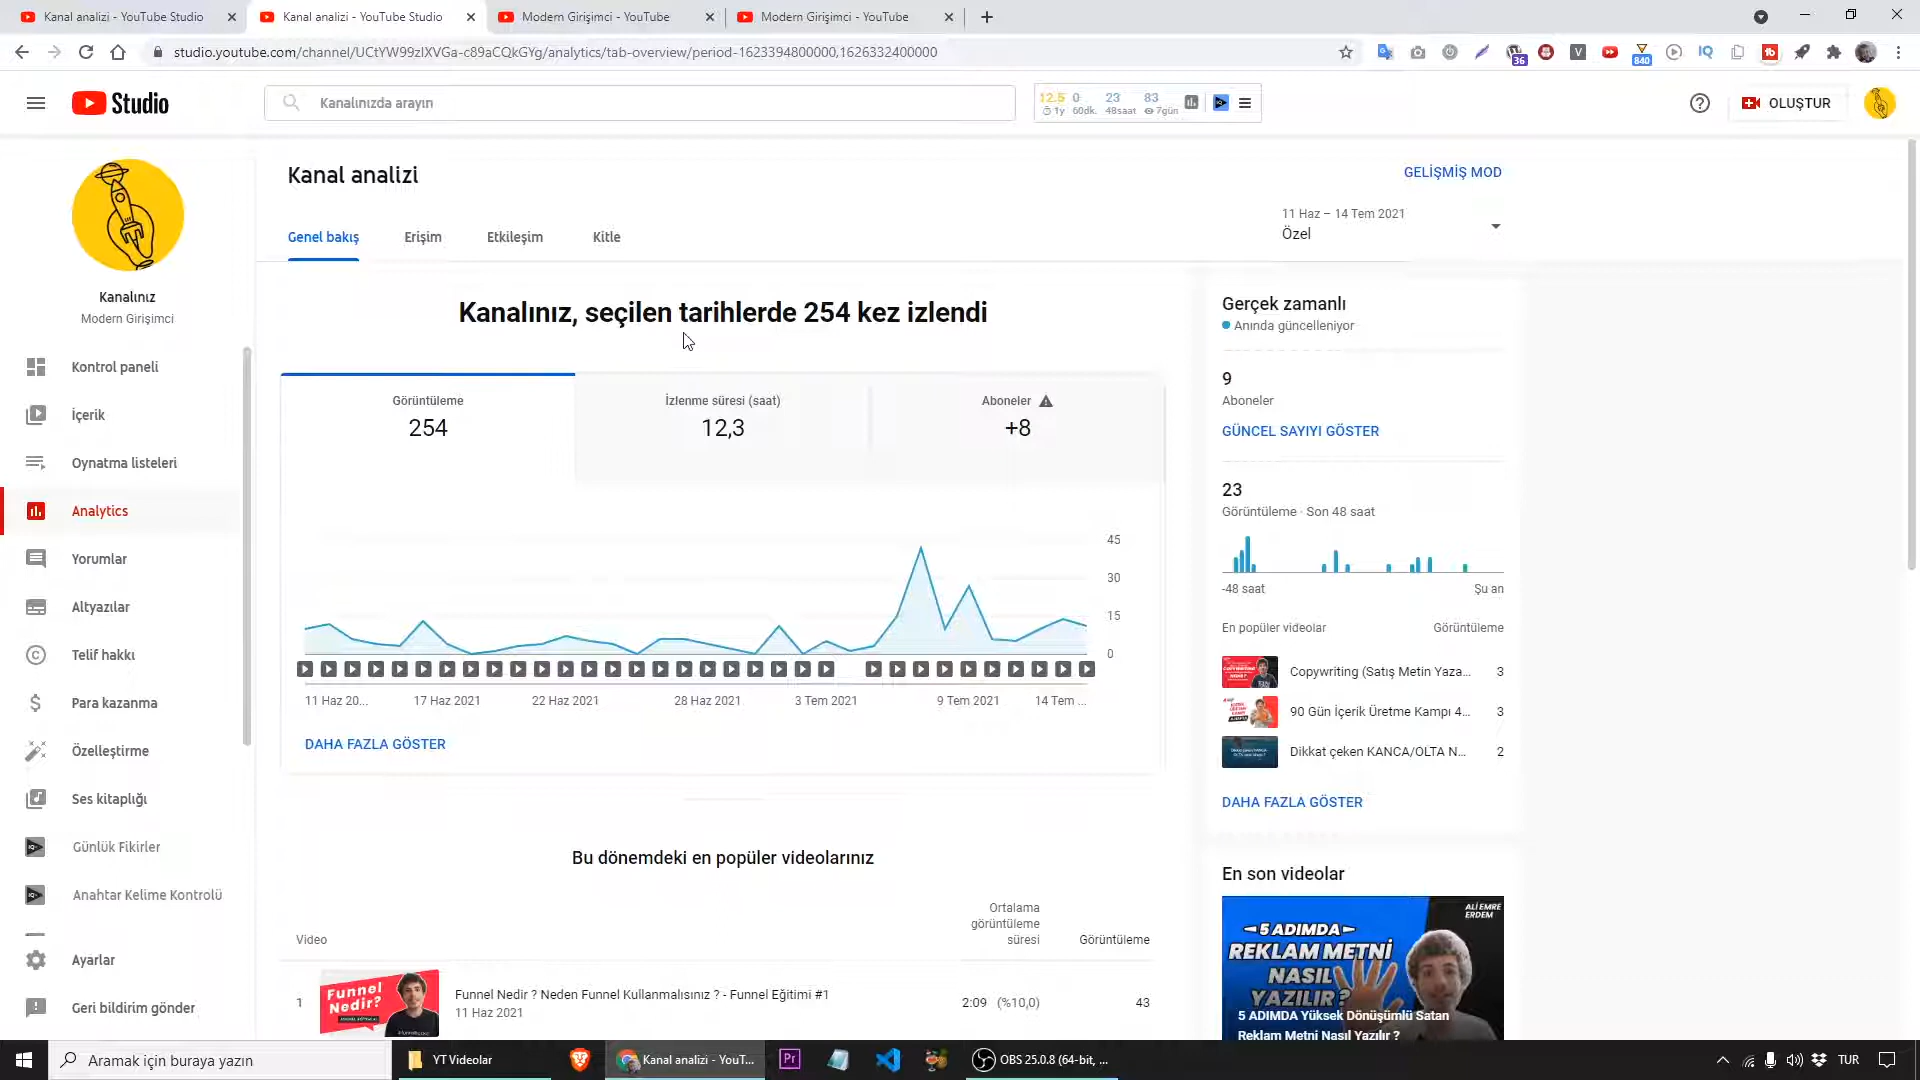 Kanal analizi - YouTube Studio
Kanal analizi - YouTube Studio
Modern Girişimci - YouTube
Modern Girişimci - YouTube
studio.youtube.com/channel/UCtYW99zIXVGa-c89aCQkGYg/analytics/tab-overview/period-1623394800000,1626332400000
36
840
Studio
Kanalınızda arayın
12.5 0 23 83
1y 60dk. 48saat 7gün
OLUŞTUR
Kanal analizi
GELİŞMİŞ MOD
Genel bakış
Erişim
Etkileşim
Kitle
11 Haz – 14 Tem 2021
Özel
Kanalınız
Modern Girişimci
Kontrol paneli
İçerik
Oynatma listeleri
Analytics
Yorumlar
Altyazılar
Telif hakkı
Para kazanma
Özelleştirme
Ses kitaplığı
Günlük Fikirler
Anahtar Kelime Kontrolü
Ayarlar
Geri bildirim gönder
Kanalınız, seçilen tarihlerde 254 kez izlendi
Görüntüleme
254
İzlenme süresi (saat)
12,3
Aboneler
+8
45
30
15
0
11 Haz 20...
17 Haz 2021
22 Haz 2021
28 Haz 2021
3 Tem 2021
9 Tem 2021
14 Tem ...
DAHA FAZLA GÖSTER
Bu dönemdeki en popüler videolarınız
Video
Ortalama
görüntüleme
süresi
Görüntüleme
1
Funnel
Nedir?
Funnel Nedir ? Neden Funnel Kullanmalısınız ? - Funnel Eğitimi #1
11 Haz 2021
2:09 (%10,0)
43
Gerçek zamanlı
Anında güncelleniyor
9
Aboneler
GÜNCEL SAYIYI GÖSTER
23
Görüntüleme · Son 48 saat
-48 saat
Şu an
En popüler videolar
Görüntüleme
Copywriting (Satış Metin Yaza... 3
90 Gün İçerik Üretme Kampı 4... 3
Dikkat çeken KANCA/OLTA N... 2
DAHA FAZLA GÖSTER
En son videolar
ALİ EMRE
ERDEM
5 ADIMDA
REKLAM METNİ
NASIL
YAZILIR?
5 ADIMDA Yüksek Dönüşümlü Satan
Reklam Metni Nasıl Yazılır ?
Aramak için buraya yazın
YT Videolar
Kanal analizi - YouT...
Pr
OBS 25.0.8 (64-bit, ...
TUR